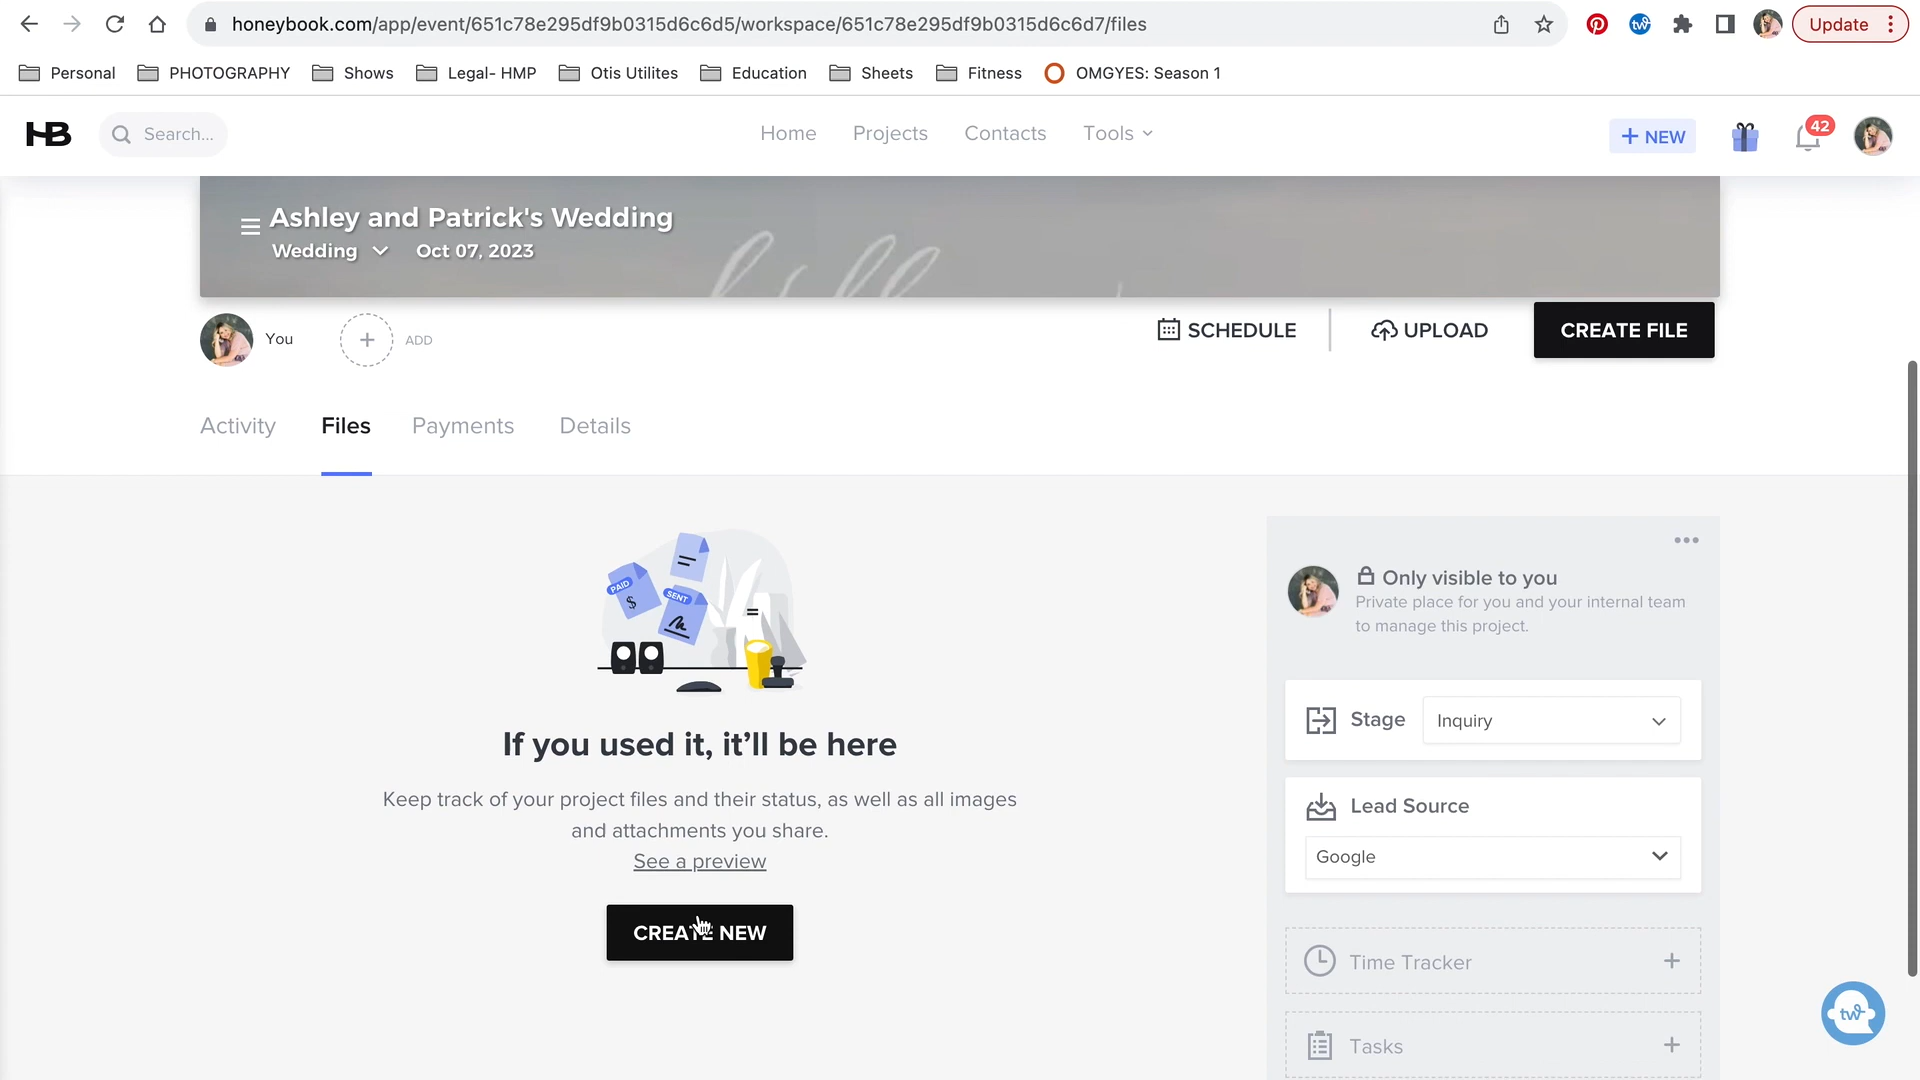 honeybook.com/app/event/651c78e295df9b0315d6c6d5/workspace/651c78e295df9b0315d6c6d7/files
Update
Personal PHOTOGRAPHY Shows Legal- HMP Otis Utilites Education Sheets Fitness OMGYES: Season 1
HB Search... Home Projects Contacts Tools + NEW 42
Ashley and Patrick's Wedding
Wedding Oct 07, 2023
You ADD SCHEDULE UPLOAD CREATE FILE
Activity Files Payments Details
PAID
$
SENT
If you used it, it'll be here
Keep track of your project files and their status, as well as all images
and attachments you share.
See a preview
CREATE NEW
Only visible to you
Private place for you and your internal team
to manage this project.
Stage Inquiry
Lead Source
Google
Time Tracker +
Tasks +
tw